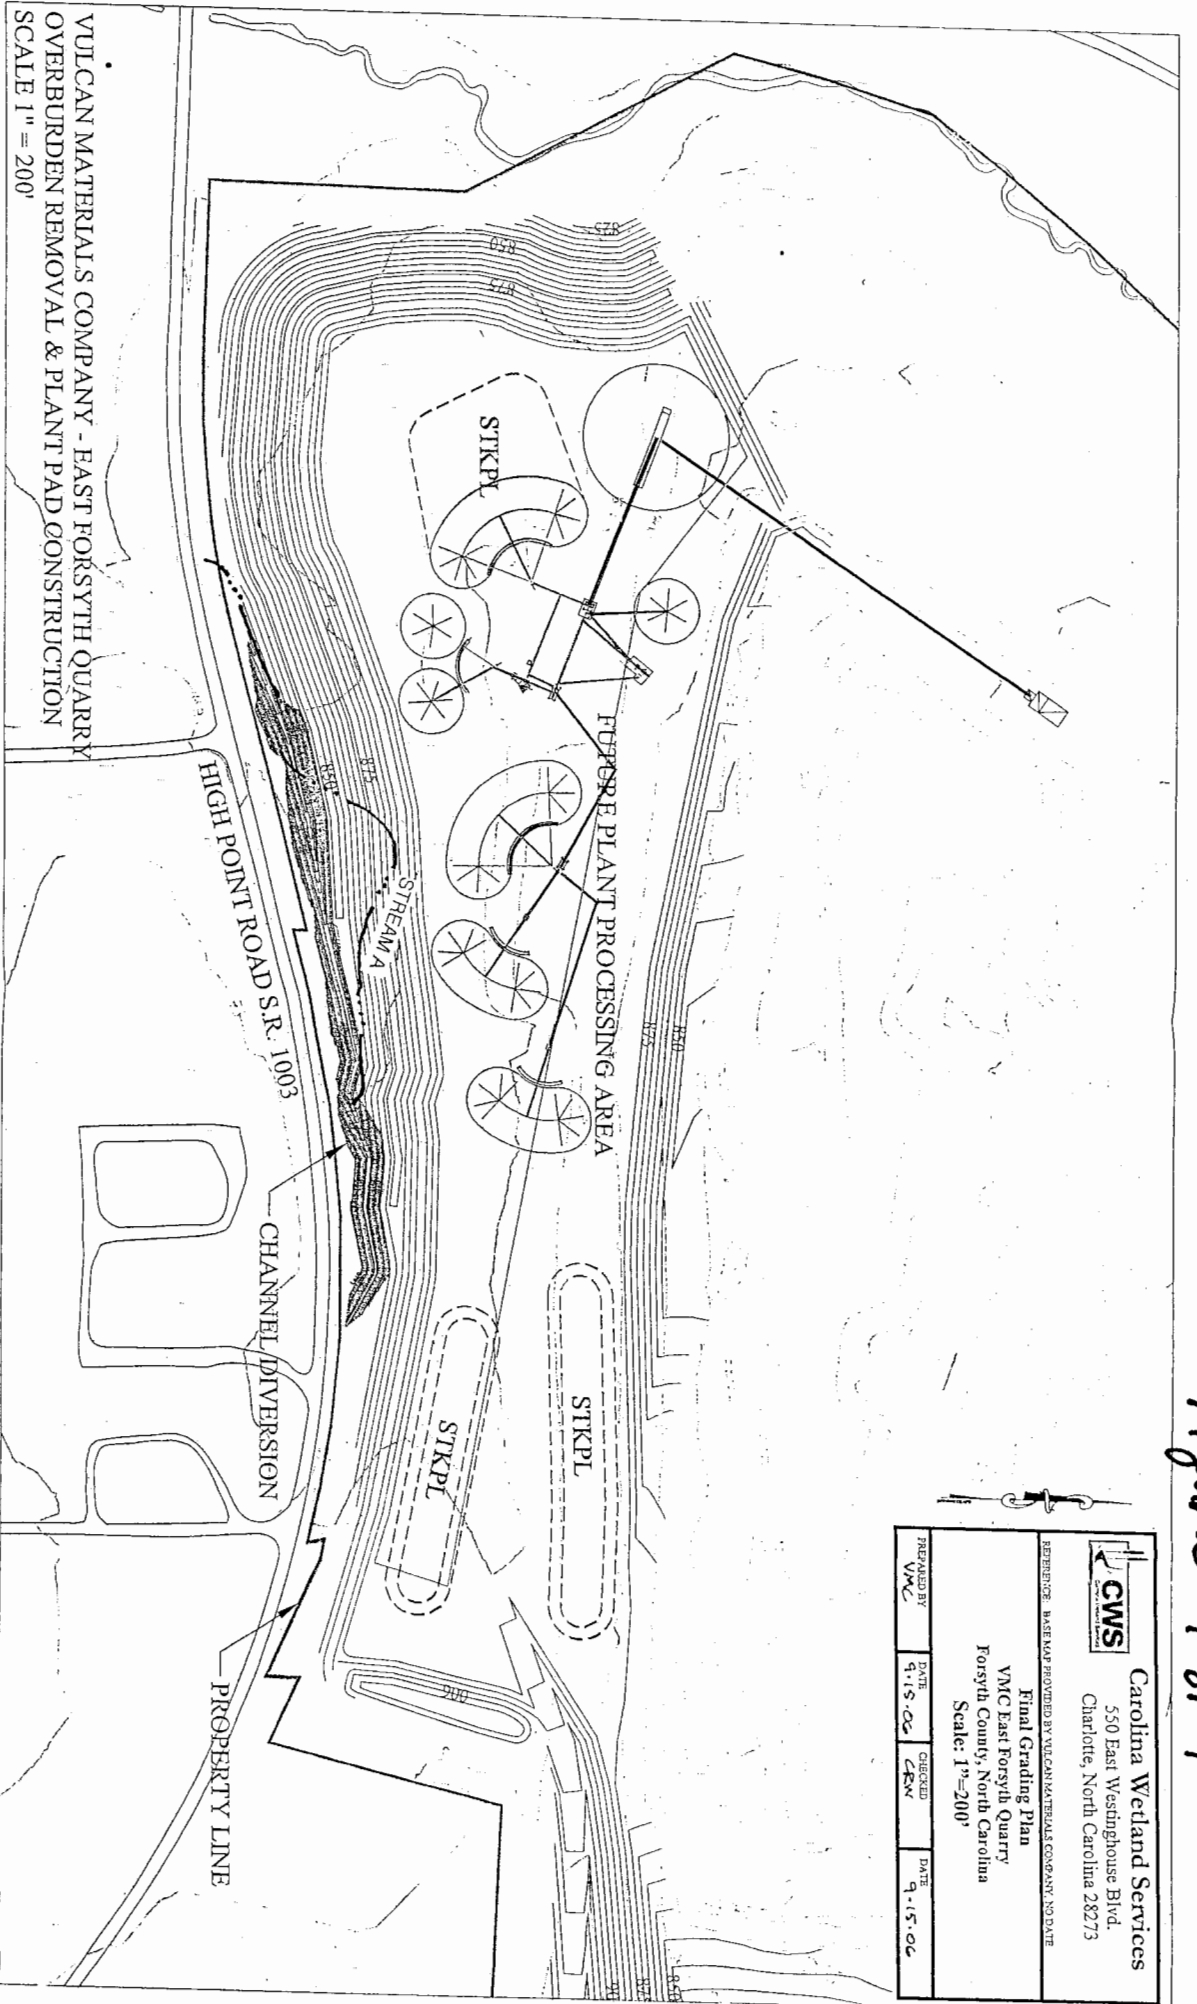 Carolina Wetland Services
550 East Westinghouse Blvd.
Charlotte, North Carolina 28273
CWS
REFERENCE: BASE MAP PROVIDED BY VULCAN MATERIALS COMPANY, NO DATE
Final Grading Plan
VMC East Forsyth Quarry
Forsyth County, North Carolina
Scale: 1"=200'
PREPARED BY
VMC
DATE
9-15-06
CHECKED
CRW
DATE
9-15-06
825
850
875
STKPL
FUTURE PLANT PROCESSING AREA
850
875
STKPL
STKPL
875
850'
STREAM A
900
850
875
HIGH POINT ROAD S.R. 1003
CHANNEL DIVERSION
PROPERTY LINE
VULCAN MATERIALS COMPANY - EAST FORSYTH QUARRY
OVERBURDEN REMOVAL & PLANT PAD CONSTRUCTION
SCALE 1" = 200'